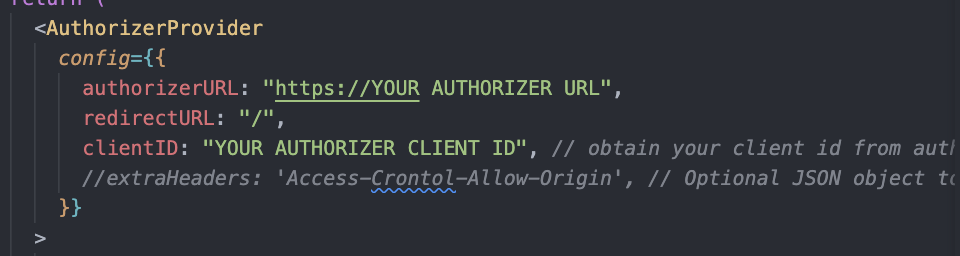 return (
<AuthorizerProvider
config={{
authorizerURL: "https://YOUR AUTHORIZER URL",
redirectURL: "/",
clientID: "YOUR AUTHORIZER CLIENT ID", // obtain your client id from auth
//extraHeaders: 'Access-Crontol-Allow-Origin', // Optional JSON object to
}}
>